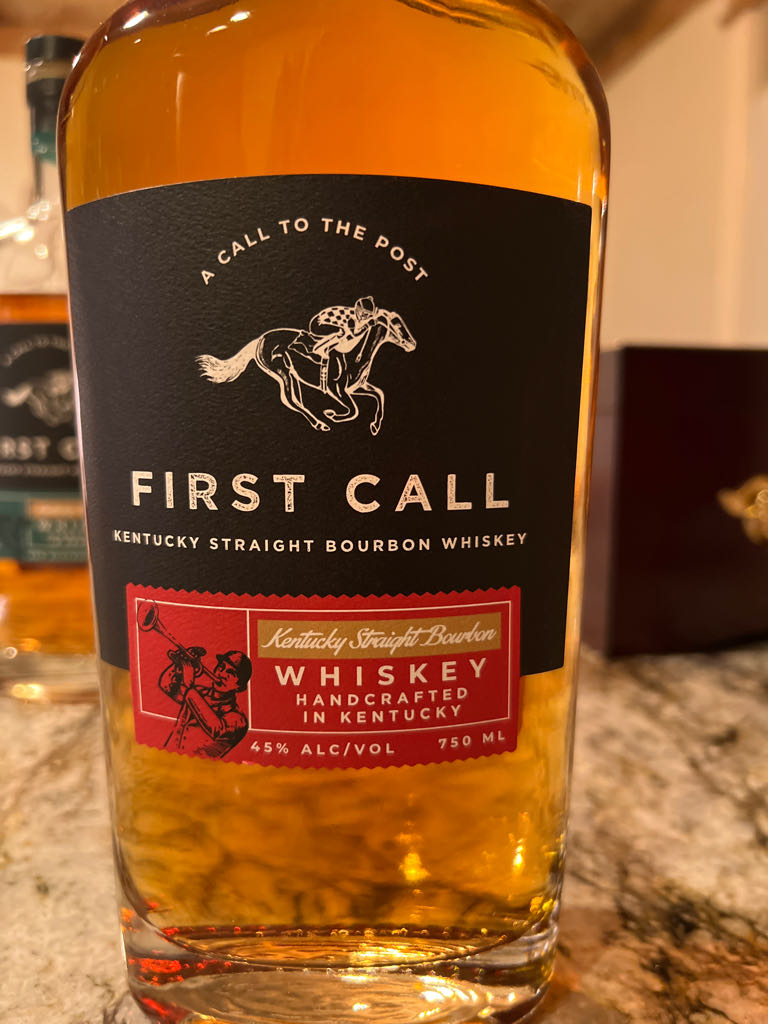 A CALL TO THE POST
FIRST CALL
KENTUCKY STRAIGHT BOURBON WHISKEY
Kentucky Straight Bourbon
WHISKEY
HANDCRAFTED
IN KENTUCKY
45% ALC/VOL 750 ML